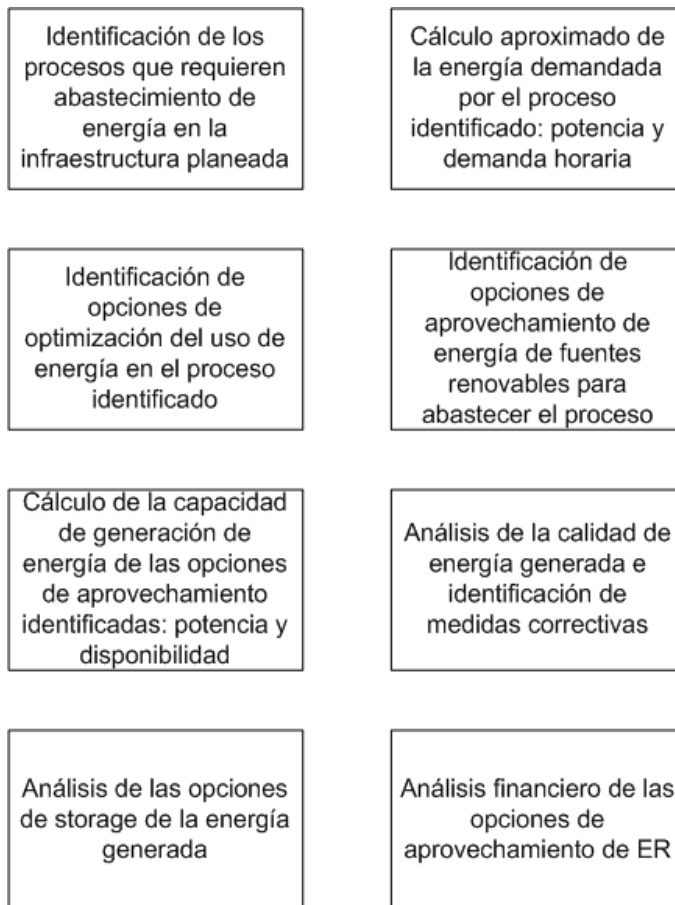 Identificación de los
procesos que requieren
abastecimiento de
energía en la
infraestructura planeada
Cálculo aproximado de
la energía demandada
por el proceso
identificado: potencia y
demanda horaria
Identificación de
opciones de
optimización del uso de
energía en el proceso
identificado
Identificación de
opciones de
aprovechamiento de
energía de fuentes
renovables para
abastecer el proceso
Cálculo de la capacidad
de generación de
energía de las opciones
de aprovechamiento
identificadas: potencia y
disponibilidad
Análisis de la calidad de
energía generada e
identificación de
medidas correctivas
Análisis de las opciones
de storage de la energía
generada
Análisis financiero de las
opciones de
aprovechamiento de ER